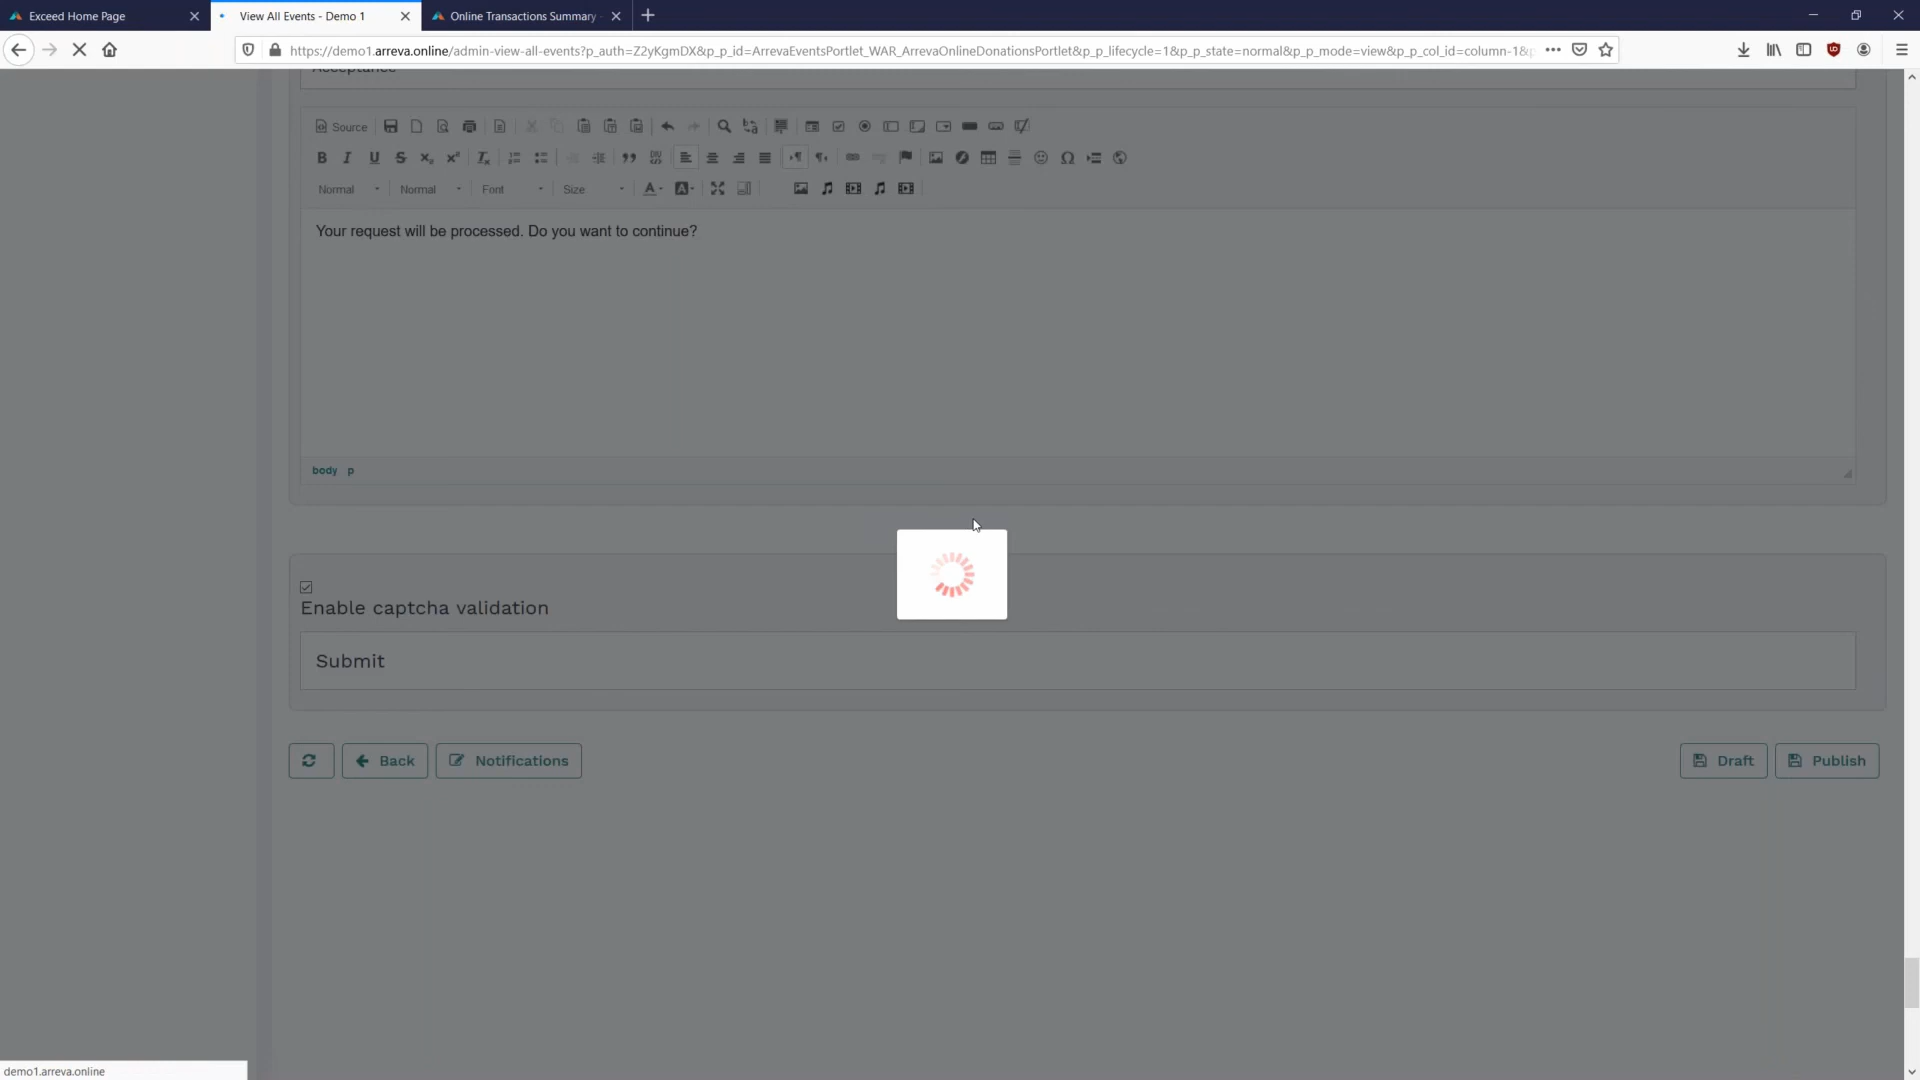 Exceed Home Page
View All Events - Demo 1
Online Transactions Summary
https://demo1.arreva.online/admin-view-all-events?p_auth=Z2yKgmDX&p_p_id=ArrevaEventsPortlet_WAR_ArrevaOnlineDonationsPortlet&p_p_lifecycle=1&p_p_state=normal&p_p_mode=view&p_p_col_id=column-1&p
Acceptance
Source
Normal Normal Font Size
Your request will be processed. Do you want to continue?
body p
Enable captcha validation
Submit
Back Notifications Draft Publish
demo1.arreva.online